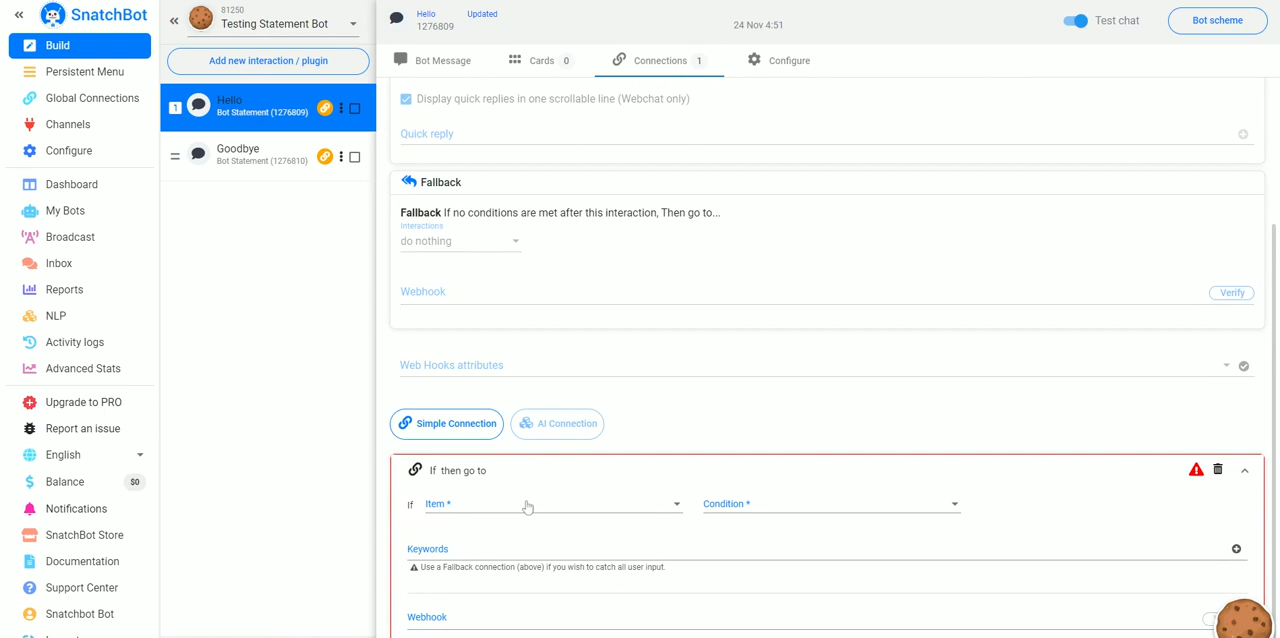 SnatchBot
Build
Persistent Menu
Global Connections
Channels
Configure
Dashboard
My Bots
Broadcast
Inbox
Reports
NLP
Activity logs
Advanced Stats
Upgrade to PRO
Report an issue
English
Balance $0
Notifications
SnatchBot Store
Documentation
Support Center
Snatchbot Bot
81250
Testing Statement Bot
Add new interaction / plugin
1 Hello
Bot Statement (1276809)
Goodbye
Bot Statement (1276810)
Hello Updated
1276809
24 Nov 4:51
Test chat
Bot scheme
Bot Message
Cards 0
Connections 1
Configure
Display quick replies in one scrollable line (Webchat only)
Quick reply
Fallback
Fallback If no conditions are met after this interaction, Then go to...
Interactions
do nothing
Webhook
Verify
Web Hooks attributes
Simple Connection
AI Connection
If then go to
If Item * Condition *
Keywords
Use a Fallback connection (above) if you wish to catch all user input.
Webhook